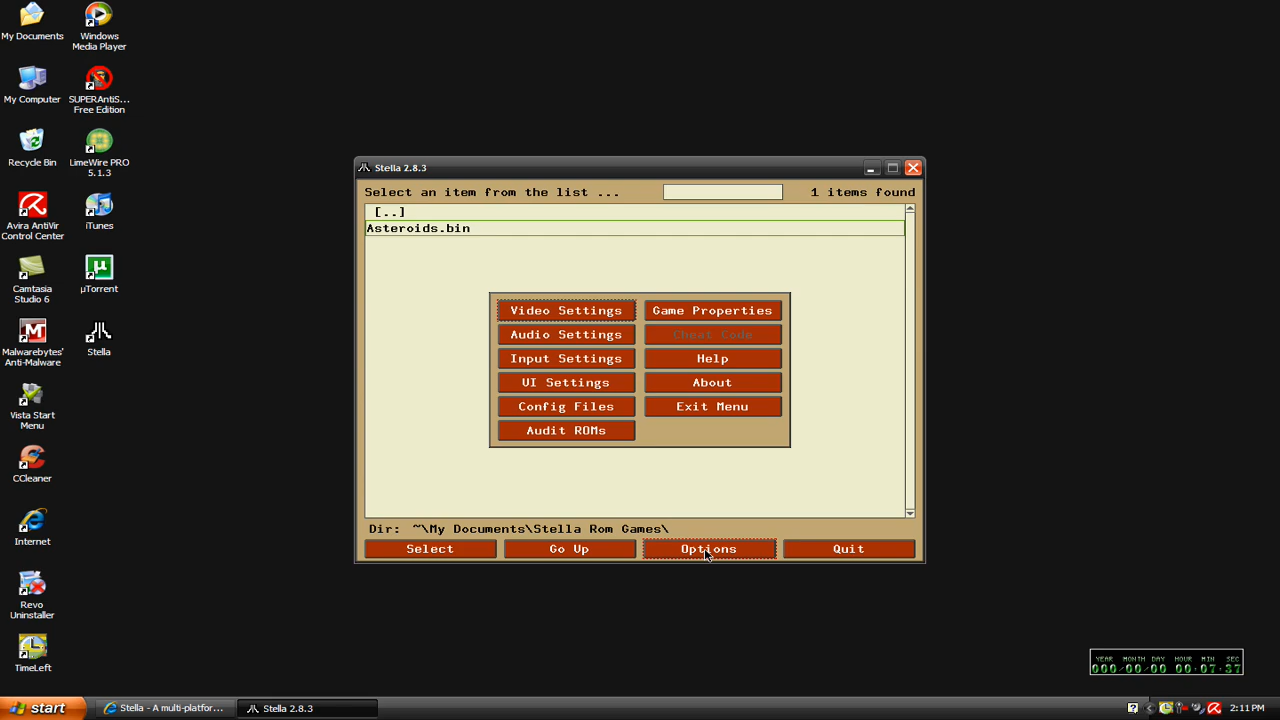 My Documents
Windows
Media Player
My Computer
SUPERAntiS...
Free Edition
Recycle Bin
LimeWire PRO
5.1.3
Avira AntiVir
Control Center
iTunes
Camtasia
Studio 6
µTorrent
Malwarebytes'
Anti-Malware
Stella
Vista Start
Menu
CCleaner
Internet
Revo
Uninstaller
TimeLeft
Stella 2.8.3
Select an item from the list ...
1 items found
[..]
Asteroids.bin
Video Settings
Game Properties
Audio Settings
Cheat Code
Input Settings
Help
UI Settings
About
Config Files
Exit Menu
Audit ROMs
Dir: ~\My Documents\Stella Rom Games\
Select
Go Up
Options
Quit
YEAR MONTH DAY HOUR MIN SEC
000/00/00 00:07:37
start
Stella - A multi-platfor...
Stella 2.8.3
2:11 PM